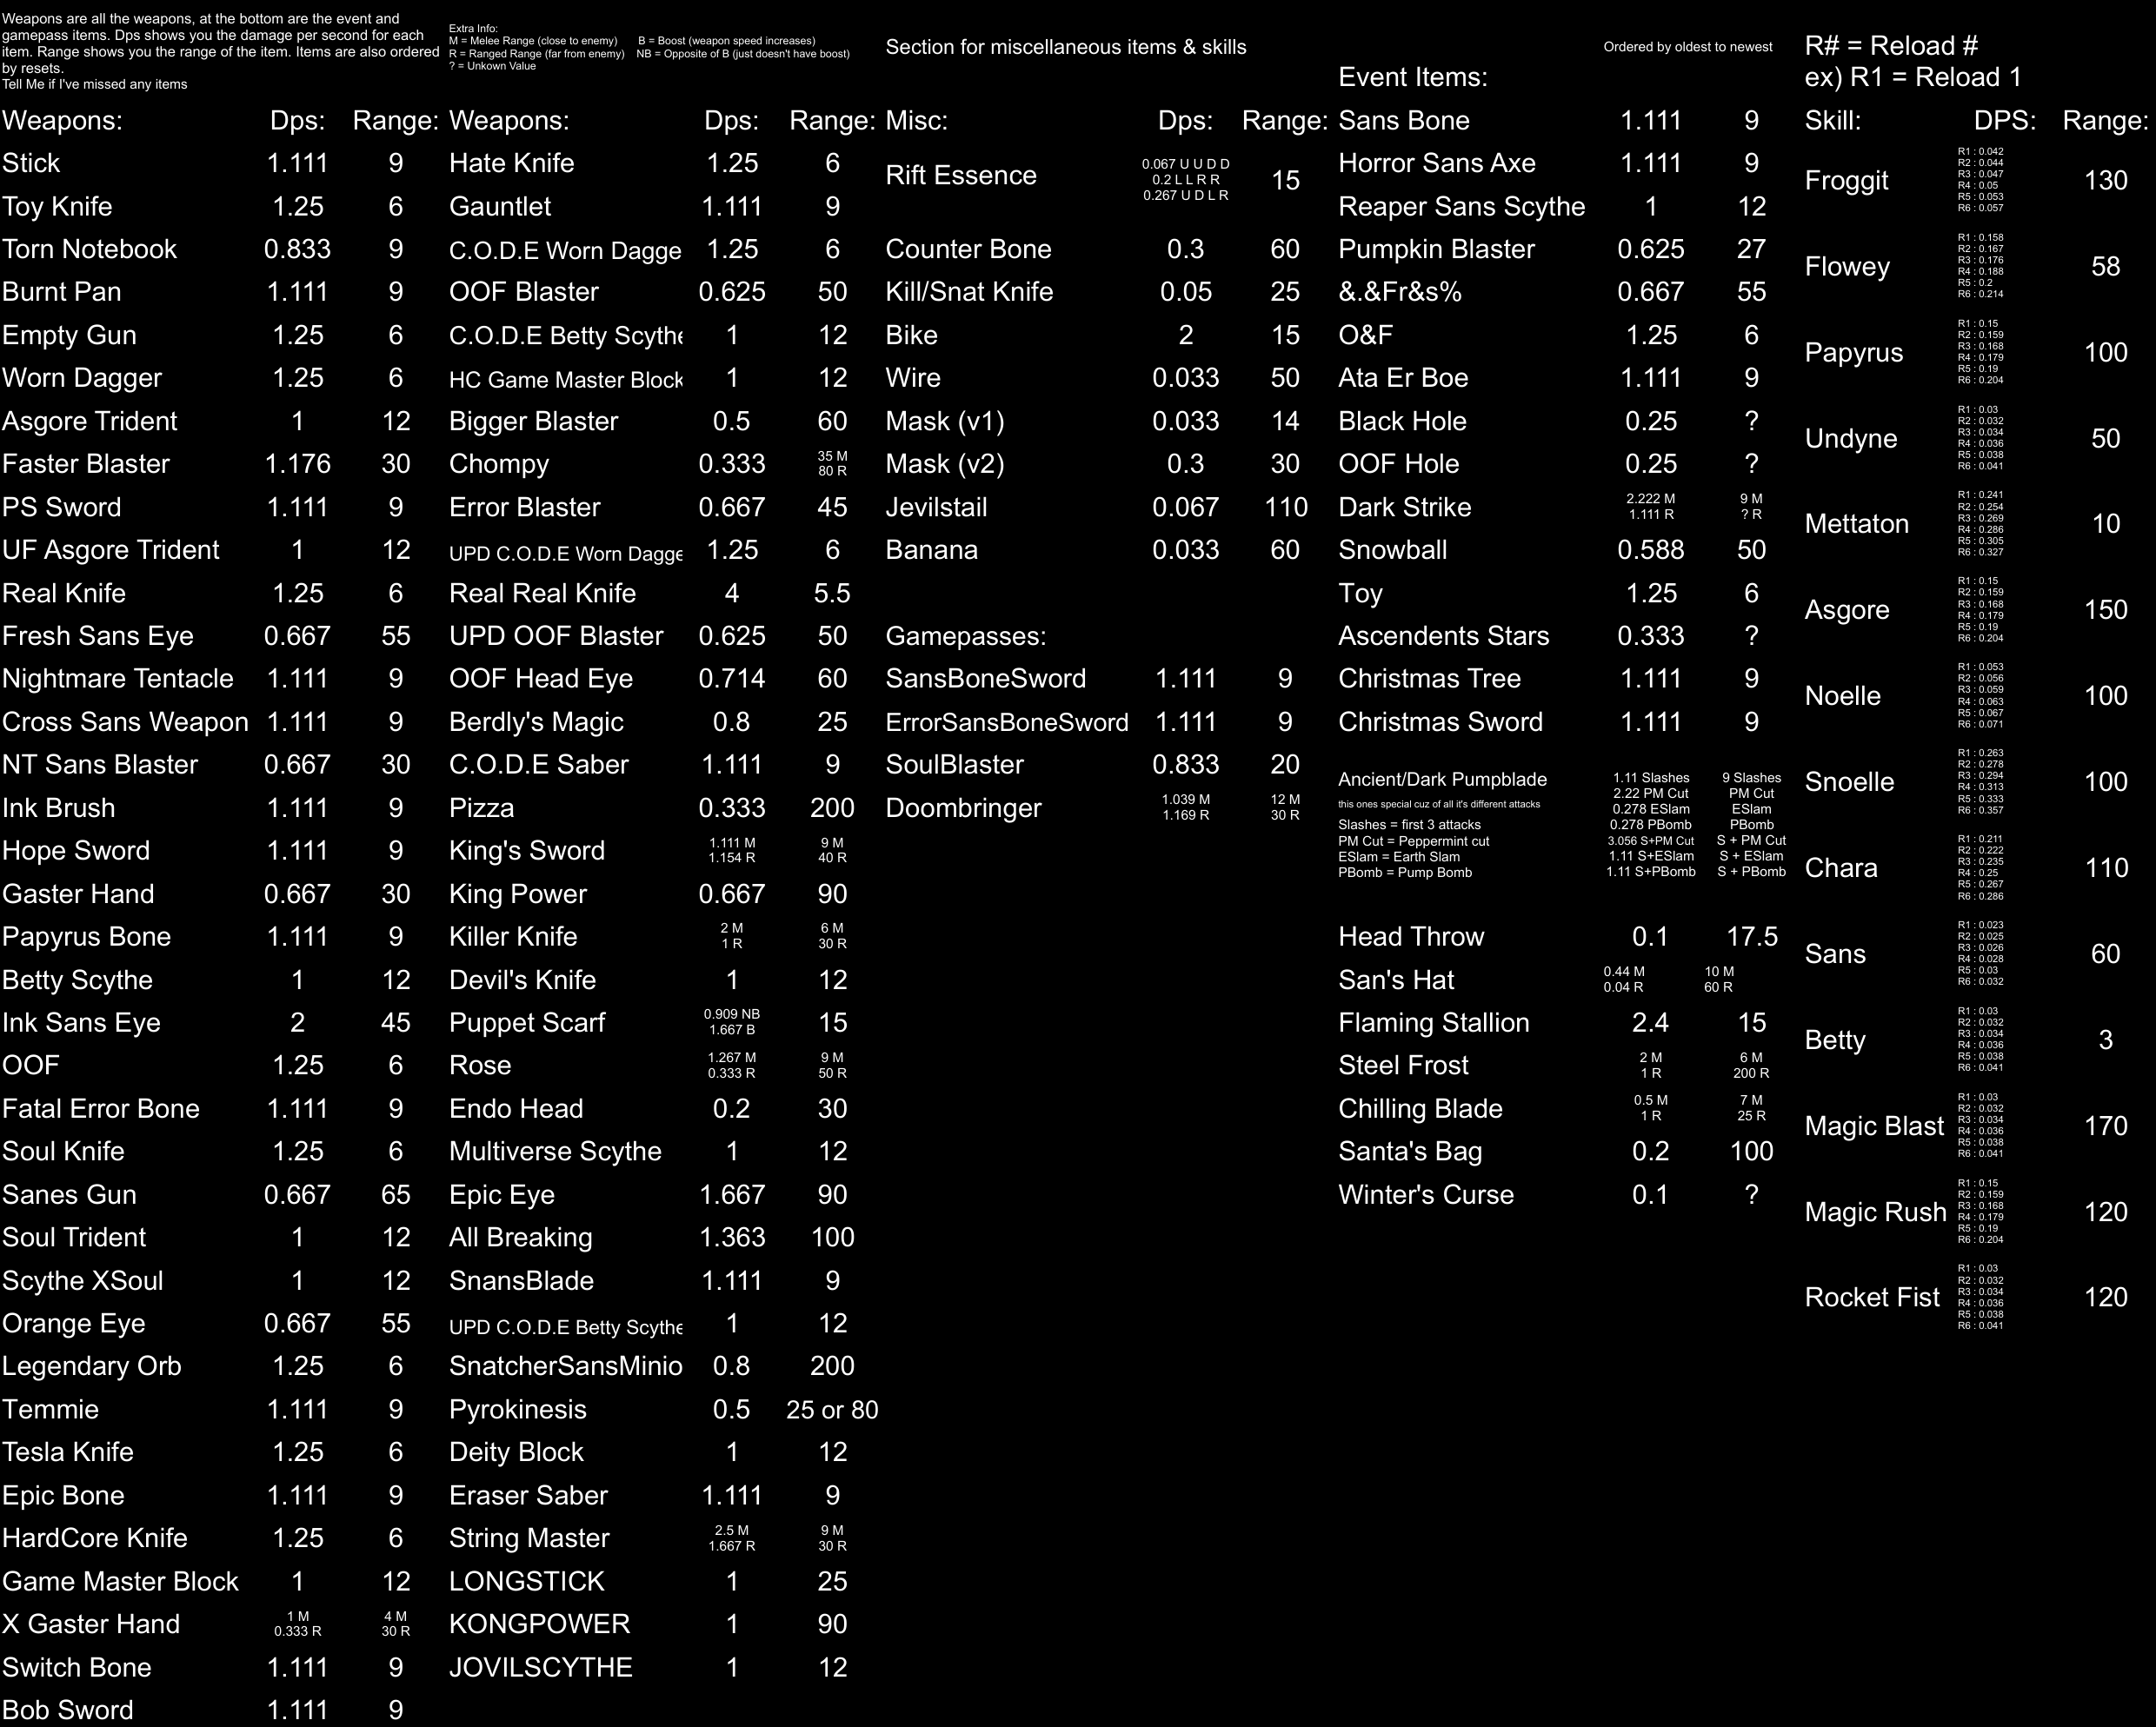 Weapons are all the weapons, at the bottom are the event and
gamepass items. Dps shows you the damage per second for each
item. Range shows you the range of the item. Items are also ordered
by resets.
Tell Me if I've missed any items
Weapons: Dps: Range:
Stick 1.111 9
Toy Knife 1.25 6
Torn Notebook 0.833 9
Burnt Pan 1.111 9
Empty Gun 1.25 6
Worn Dagger 1.25 6
Asgore Trident 1 12
Faster Blaster 1.176 30
PS Sword 1.111 9
UF Asgore Trident 1 12
Real Knife 1.25 6
Fresh Sans Eye 0.667 55
Nightmare Tentacle 1.111 9
Cross Sans Weapon 1.111 9
NT Sans Blaster 0.667 30
Ink Brush 1.111 9
Hope Sword 1.111 9
Gaster Hand 0.667 30
Papyrus Bone 1.111 9
Betty Scythe 1 12
Ink Sans Eye 2 45
OOF 1.25 6
Fatal Error Bone 1.111 9
Soul Knife 1.25 6
Sanes Gun 0.667 65
Soul Trident 1 12
Scythe XSoul 1 12
Orange Eye 0.667 55
Legendary Orb 1.25 6
Temmie 1.111 9
Tesla Knife 1.25 6
Epic Bone 1.111 9
HardCore Knife 1.25 6
Game Master Block 1 12
X Gaster Hand 1 M 4 M
0.333 R 30 R
Switch Bone 1.111 9
Bob Sword 1.111 9
Extra Info:
M = Melee Range (close to enemy) B = Boost (weapon speed increases)
R = Ranged Range (far from enemy) NB = Opposite of B (just doesn't have boost)
? = Unkown Value
Weapons: Dps: Range:
Hate Knife 1.25 6
Gauntlet 1.111 9
C.O.D.E Worn Dagge 1.25 6
OOF Blaster 0.625 50
C.O.D.E Betty Scythe 1 12
HC Game Master Block 1 12
Bigger Blaster 0.5 60
Chompy 0.333 35 M
80 R
Error Blaster 0.667 45
UPD C.O.D.E Worn Dagge 1.25 6
Real Real Knife 4 5.5
UPD OOF Blaster 0.625 50
OOF Head Eye 0.714 60
Berdly's Magic 0.8 25
C.O.D.E Saber 1.111 9
Pizza 0.333 200
King's Sword 1.111 M 9 M
1.154 R 40 R
King Power 0.667 90
Killer Knife 2 M 6 M
1 R 30 R
Devil's Knife 1 12
Puppet Scarf 0.909 NB 15
1.667 B
Rose 1.267 M 9 M
0.333 R 50 R
Endo Head 0.2 30
Multiverse Scythe 1 12
Epic Eye 1.667 90
All Breaking 1.363 100
SnansBlade 1.111 9
UPD C.O.D.E Betty Scythe 1 12
SnatcherSansMinio 0.8 200
Pyrokinesis 0.5 25 or 80
Deity Block 1 12
Eraser Saber 1.111 9
String Master 2.5 M 9 M
1.667 R 30 R
LONGSTICK 1 25
KONGPOWER 1 90
JOVILSCYTHE 1 12
Section for miscellaneous items & skills
Misc: Dps: Range:
Rift Essence 0.067 U U D D 15
0.2 L L R R
0.267 U D L R
Counter Bone 0.3 60
Kill/Snat Knife 0.05 25
Bike 2 15
Wire 0.033 50
Mask (v1) 0.033 14
Mask (v2) 0.3 30
Jevilstail 0.067 110
Banana 0.033 60
Gamepasses:
SansBoneSword 1.111 9
ErrorSansBoneSword 1.111 9
SoulBlaster 0.833 20
Doombringer 1.039 M 12 M
1.169 R 30 R
Ordered by oldest to newest
Event Items:
Sans Bone 1.111 9
Horror Sans Axe 1.111 9
Reaper Sans Scythe 1 12
Pumpkin Blaster 0.625 27
&.&Fr&s% 0.667 55
O&F 1.25 6
Ata Er Boe 1.111 9
Black Hole 0.25 ?
OOF Hole 0.25 ?
Dark Strike 2.222 M 9 M
1.111 R ? R
Snowball 0.588 50
Toy 1.25 6
Ascendents Stars 0.333 ?
Christmas Tree 1.111 9
Christmas Sword 1.111 9
Ancient/Dark Pumpblade 1.11 Slashes 9 Slashes
2.22 PM Cut PM Cut
this ones special cuz of all it's different attacks 0.278 ESlam ESlam
Slashes = first 3 attacks 0.278 PBomb PBomb
PM Cut = Peppermint cut 3.056 S+PM Cut S + PM Cut
ESlam = Earth Slam 1.11 S+ESlam S + ESlam
PBomb = Pump Bomb 1.11 S+PBomb S + PBomb
Head Throw 0.1 17.5
San's Hat 0.44 M 10 M
0.04 R 60 R
Flaming Stallion 2.4 15
Steel Frost 2 M 6 M
1 R 200 R
Chilling Blade 0.5 M 7 M
1 R 25 R
Santa's Bag 0.2 100
Winter's Curse 0.1 ?
R# = Reload #
ex) R1 = Reload 1
Skill: DPS: Range:
Froggit 130
R1 : 0.042
R2 : 0.044
R3 : 0.047
R4 : 0.05
R5 : 0.053
R6 : 0.057
Flowey 58
R1 : 0.158
R2 : 0.167
R3 : 0.176
R4 : 0.188
R5 : 0.2
R6 : 0.214
Papyrus 100
R1 : 0.15
R2 : 0.159
R3 : 0.168
R4 : 0.179
R5 : 0.19
R6 : 0.204
Undyne 50
R1 : 0.03
R2 : 0.032
R3 : 0.034
R4 : 0.036
R5 : 0.038
R6 : 0.041
Mettaton 10
R1 : 0.241
R2 : 0.254
R3 : 0.269
R4 : 0.286
R5 : 0.305
R6 : 0.327
Asgore 150
R1 : 0.15
R2 : 0.159
R3 : 0.168
R4 : 0.179
R5 : 0.19
R6 : 0.204
Noelle 100
R1 : 0.053
R2 : 0.056
R3 : 0.059
R4 : 0.063
R5 : 0.067
R6 : 0.071
Snoelle 100
R1 : 0.263
R2 : 0.278
R3 : 0.294
R4 : 0.313
R5 : 0.333
R6 : 0.357
Chara 110
R1 : 0.211
R2 : 0.222
R3 : 0.235
R4 : 0.25
R5 : 0.267
R6 : 0.286
Sans 60
R1 : 0.023
R2 : 0.025
R3 : 0.026
R4 : 0.028
R5 : 0.03
R6 : 0.032
Betty 3
R1 : 0.03
R2 : 0.032
R3 : 0.034
R4 : 0.036
R5 : 0.038
R6 : 0.041
Magic Blast 170
R1 : 0.03
R2 : 0.032
R3 : 0.034
R4 : 0.036
R5 : 0.038
R6 : 0.041
Magic Rush 120
R1 : 0.15
R2 : 0.159
R3 : 0.168
R4 : 0.179
R5 : 0.19
R6 : 0.204
Rocket Fist 120
R1 : 0.03
R2 : 0.032
R3 : 0.034
R4 : 0.036
R5 : 0.038
R6 : 0.041